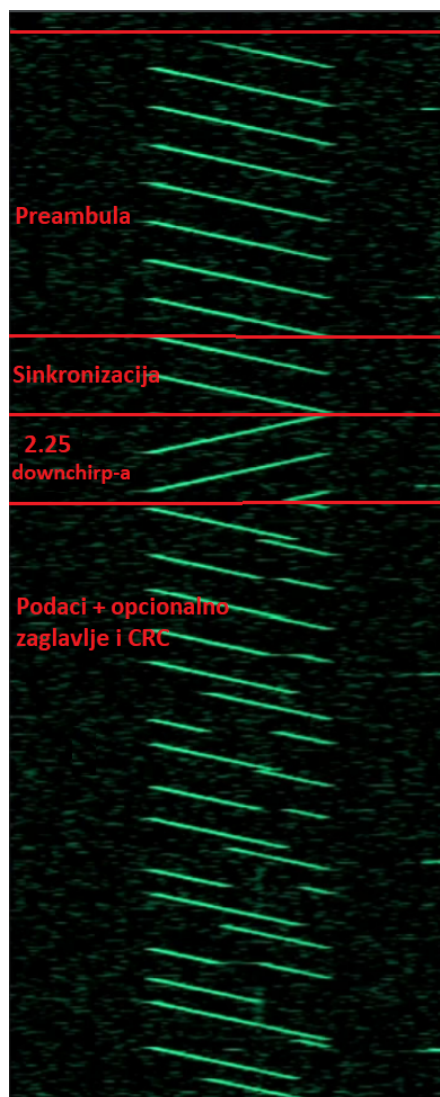 Preambula
Sinkronizacija
2.25
downchirp-a
Podaci + opcionalno
zaglavlje i CRC